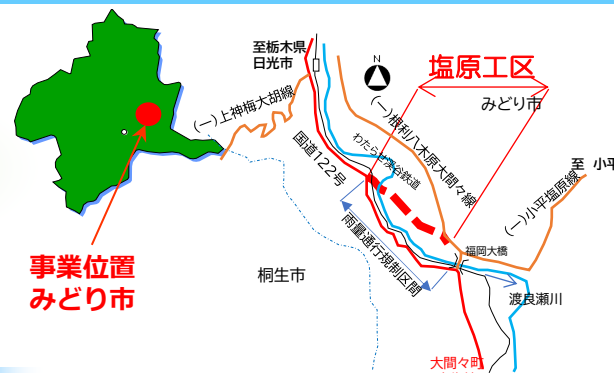 至栃木県
日光市
N
塩原工区
みどり市
(一)上神梅大胡線
(一)根利八木原大間々線
わたらせ渓谷鉄道
国道122号
至 小平
(一)小平塩原線
雨量通行規制区間
福岡大橋
事業位置
みどり市
桐生市
渡良瀬川
大間々町